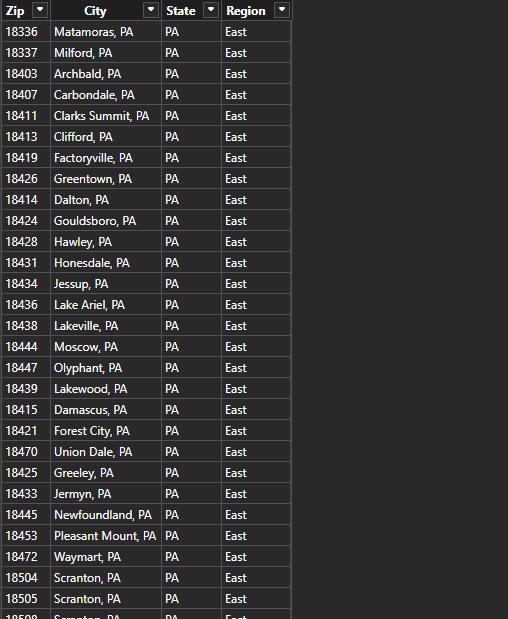 Zip City State Region
18336 Matamoras, PA PA East
18337 Milford, PA PA East
18403 Archbald, PA PA East
18407 Carbondale, PA PA East
18411 Clarks Summit, PA PA East
18413 Clifford, PA PA East
18419 Factoryville, PA PA East
18426 Greentown, PA PA East
18414 Dalton, PA PA East
18424 Gouldsboro, PA PA East
18428 Hawley, PA PA East
18431 Honesdale, PA PA East
18434 Jessup, PA PA East
18436 Lake Ariel, PA PA East
18438 Lakeville, PA PA East
18444 Moscow, PA PA East
18447 Olyphant, PA PA East
18439 Lakewood, PA PA East
18415 Damascus, PA PA East
18421 Forest City, PA PA East
18470 Union Dale, PA PA East
18425 Greeley, PA PA East
18433 Jermyn, PA PA East
18445 Newfoundland, PA PA East
18453 Pleasant Mount, PA PA East
18472 Waymart, PA PA East
18504 Scranton, PA PA East
18505 Scranton, PA PA East
18508 Scranton, PA PA East